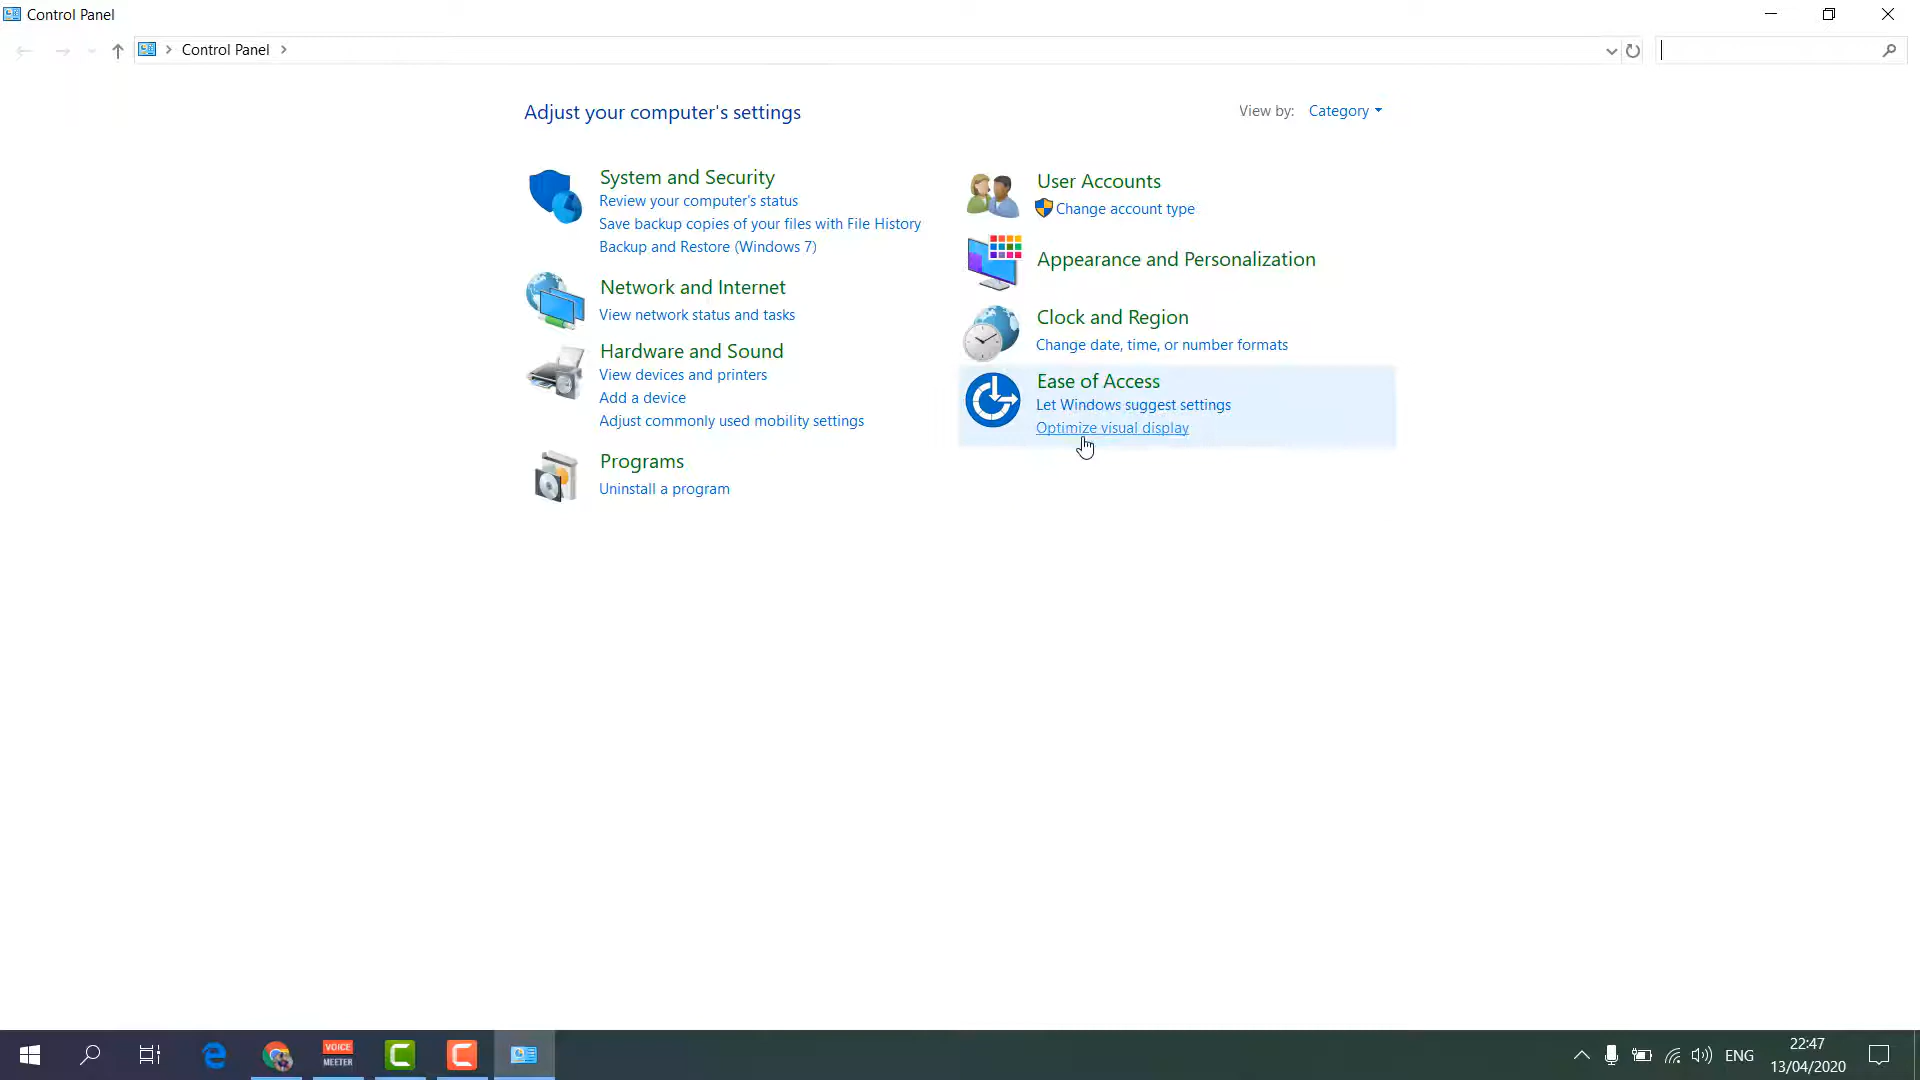 Control Panel
Control Panel
Adjust your computer's settings
View by: Category
System and Security
Review your computer's status
Save backup copies of your files with File History
Backup and Restore (Windows 7)
Network and Internet
View network status and tasks
Hardware and Sound
View devices and printers
Add a device
Adjust commonly used mobility settings
Programs
Uninstall a program
User Accounts
Change account type
Appearance and Personalization
Clock and Region
Change date, time, or number formats
Ease of Access
Let Windows suggest settings
Optimize visual display
VOICE
MEETER
ENG
22:47
13/04/2020